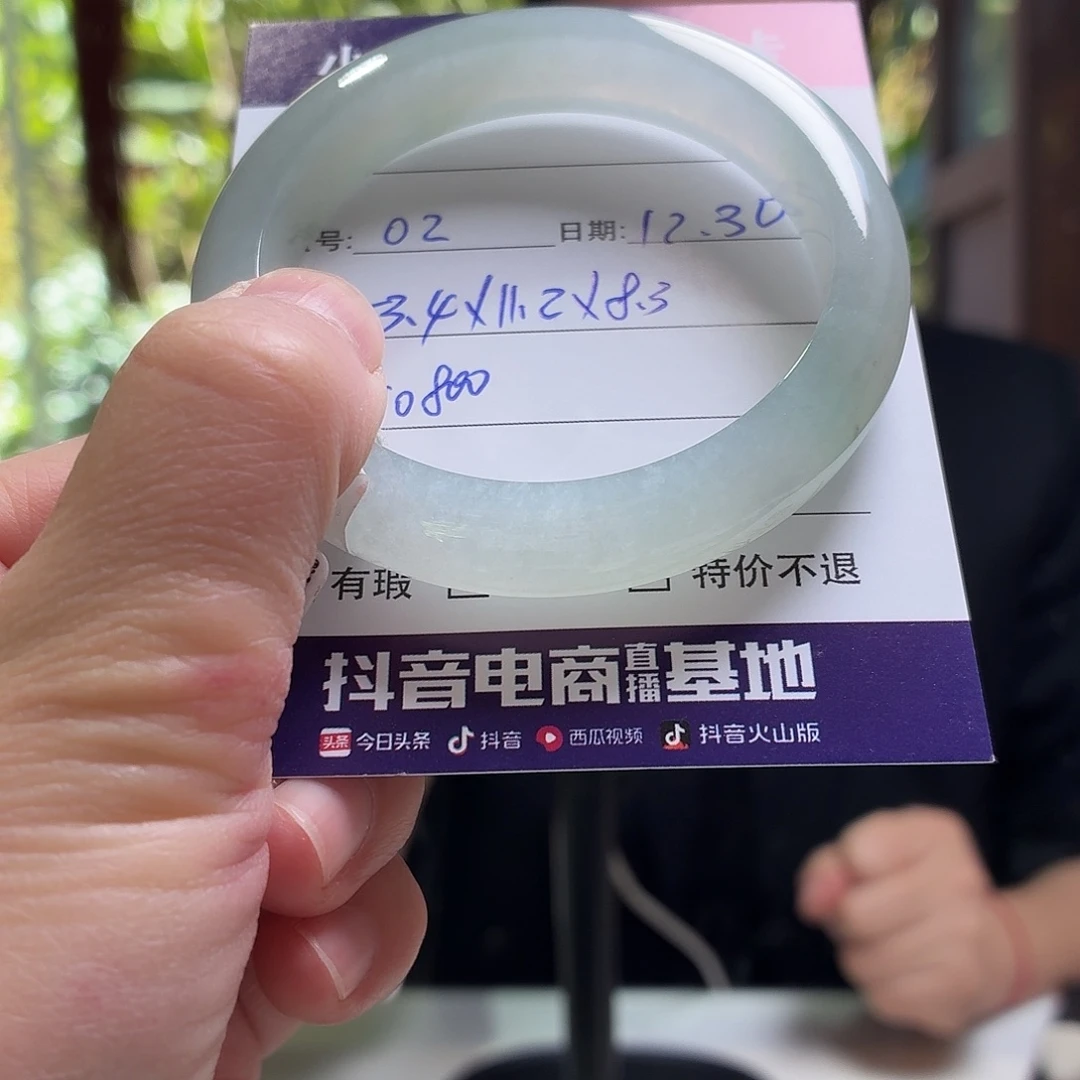 号: 02 日期: 12.30
3.4X11.2X8.3
0800
有瑕 特价不退
抖音电商直播基地
头条 今日头条 抖音 西瓜视频 抖音火山版